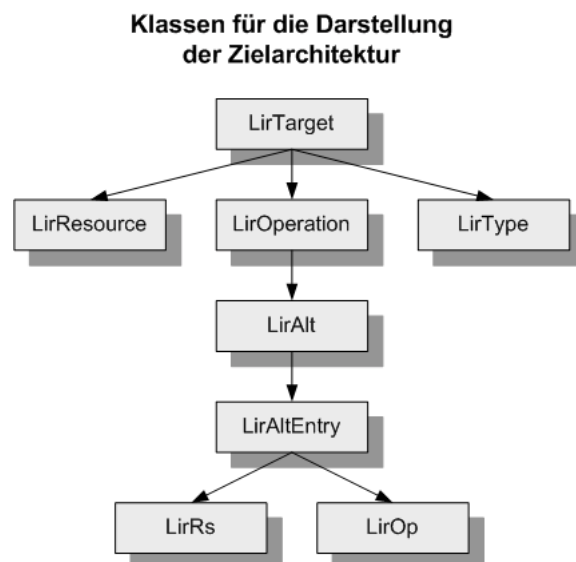 Klassen für die Darstellung
der Zielarchitektur
LirTarget
LirResource
LirOperation
LirType
LirAlt
LirAltEntry
LirRs
LirOp